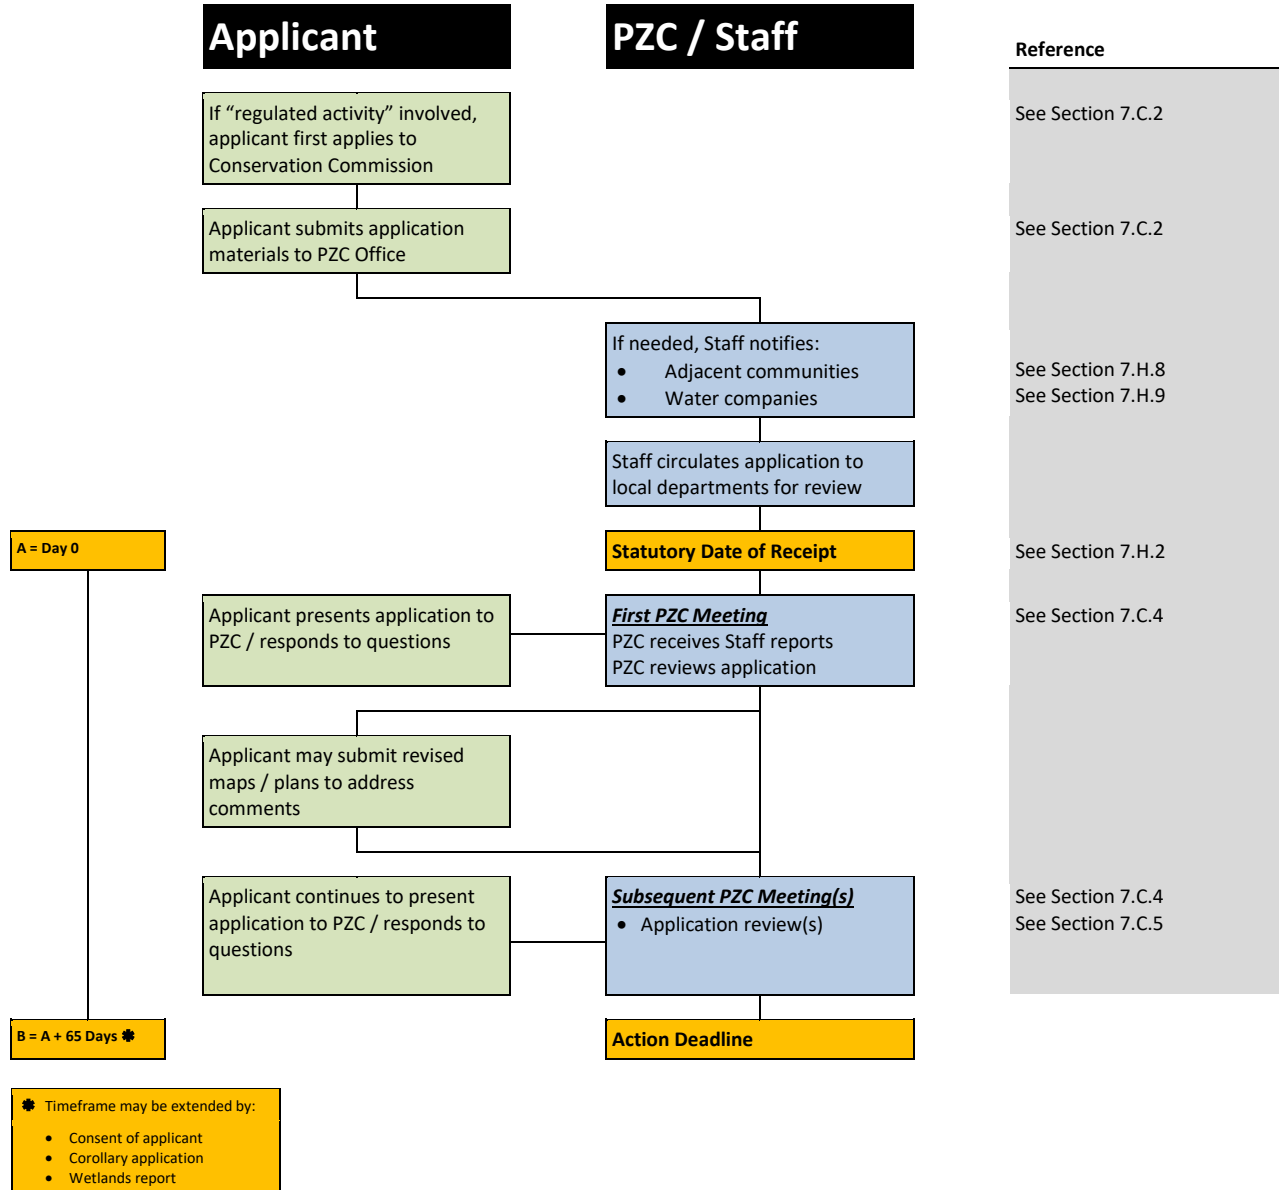 Applicant
PZC / Staff
Reference
If “regulated activity” involved,
applicant first applies to
Conservation Commission
See Section 7.C.2
Applicant submits application
materials to PZC Office
See Section 7.C.2
If needed, Staff notifies:
• Adjacent communities
• Water companies
See Section 7.H.8
See Section 7.H.9
Staff circulates application to
local departments for review
A = Day 0
Statutory Date of Receipt
See Section 7.H.2
Applicant presents application to
PZC / responds to questions
First PZC Meeting
PZC receives Staff reports
PZC reviews application
See Section 7.C.4
Applicant may submit revised
maps / plans to address
comments
Applicant continues to present
application to PZC / responds to
questions
Subsequent PZC Meeting(s)
• Application review(s)
See Section 7.C.4
See Section 7.C.5
B = A + 65 Days ✽
Action Deadline
✽ Timeframe may be extended by:
• Consent of applicant
• Corollary application
• Wetlands report